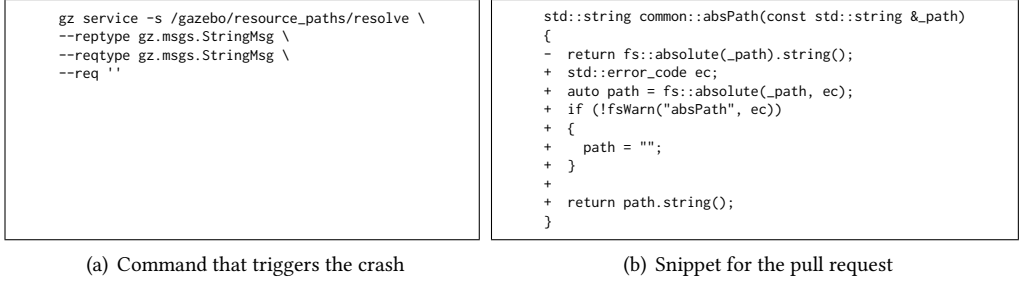 gz service -s /gazebo/resource_paths/resolve \
--reptype gz.msgs.StringMsg \
--reqtype gz.msgs.StringMsg \
--req ''
(a) Command that triggers the crash
std::string common::absPath(const std::string &_path)
{
-  return fs::absolute(_path).string();
+  std::error_code ec;
+  auto path = fs::absolute(_path, ec);
+  if (!fsWarn("absPath", ec))
+  {
+    path = "";
+  }
+
+  return path.string();
}
(b) Snippet for the pull request